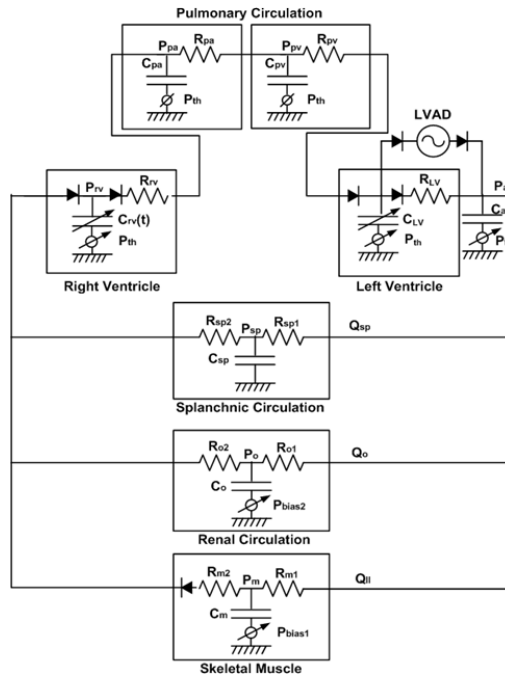 Pulmonary Circulation
Ppa Rpa Ppv Rpv
Cpa Cpv
Pth Pth
LVAD
Prv Rrv RLV
Crv(t) CLV
Pth Pth
Right Ventricle Left Ventricle
Rsp2 Psp Rsp1 Qsp
Csp
Splanchnic Circulation
Ro2 Po Ro1 Qo
Co
Pbias2
Renal Circulation
Rm2 Pm Rm1 Qll
Cm
Pbias1
Skeletal Muscle